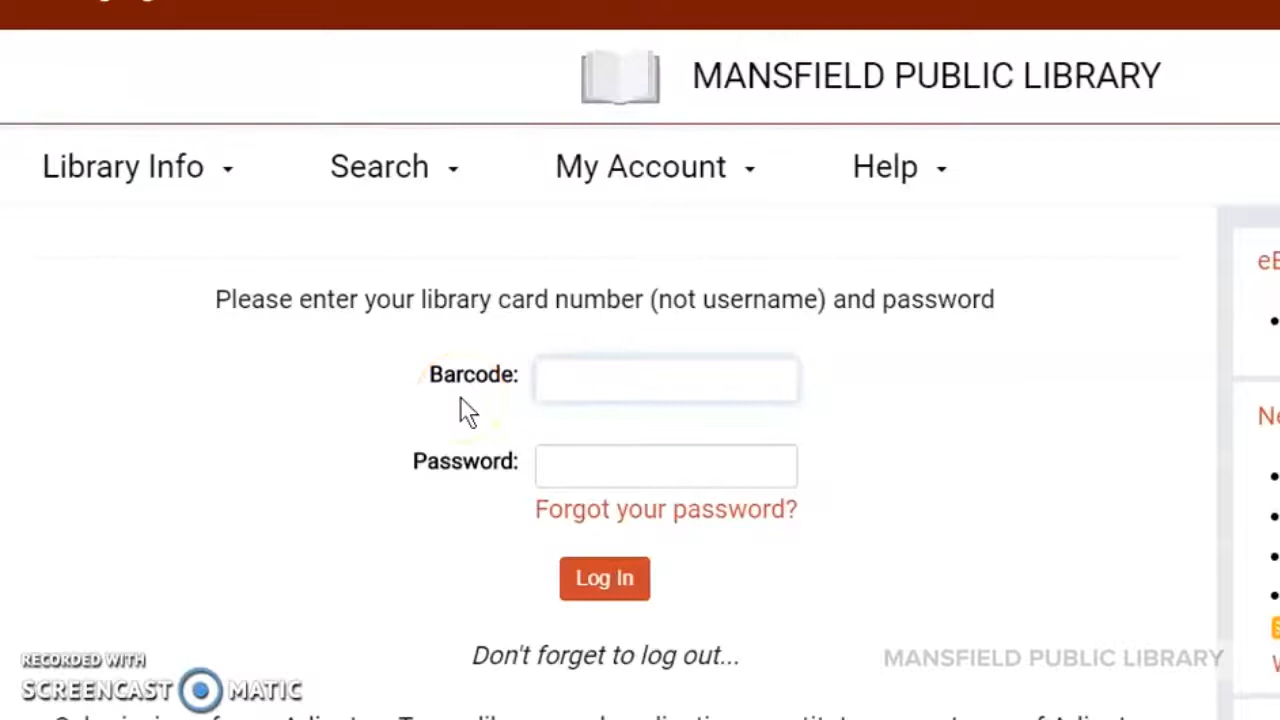 MANSFIELD PUBLIC LIBRARY
Library Info
Search
My Account
Help
Please enter your library card number (not username) and password
Barcode:
Password:
Forgot your password?
Log In
Don't forget to log out...
RECORDED WITH
SCREENCAST MATIC
MANSFIELD PUBLIC LIBRARY